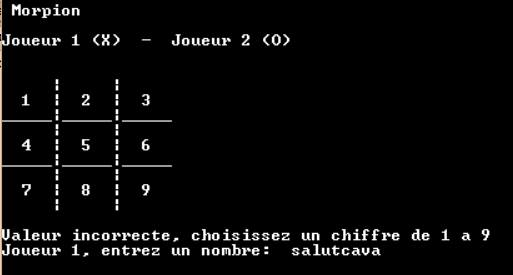 Morpion
Joueur 1 (X) - Joueur 2 (O)
1 2 3
4 5 6
7 8 9
Valeur incorrecte, choisissez un chiffre de 1 a 9
Joueur 1, entrez un nombre: salutcava